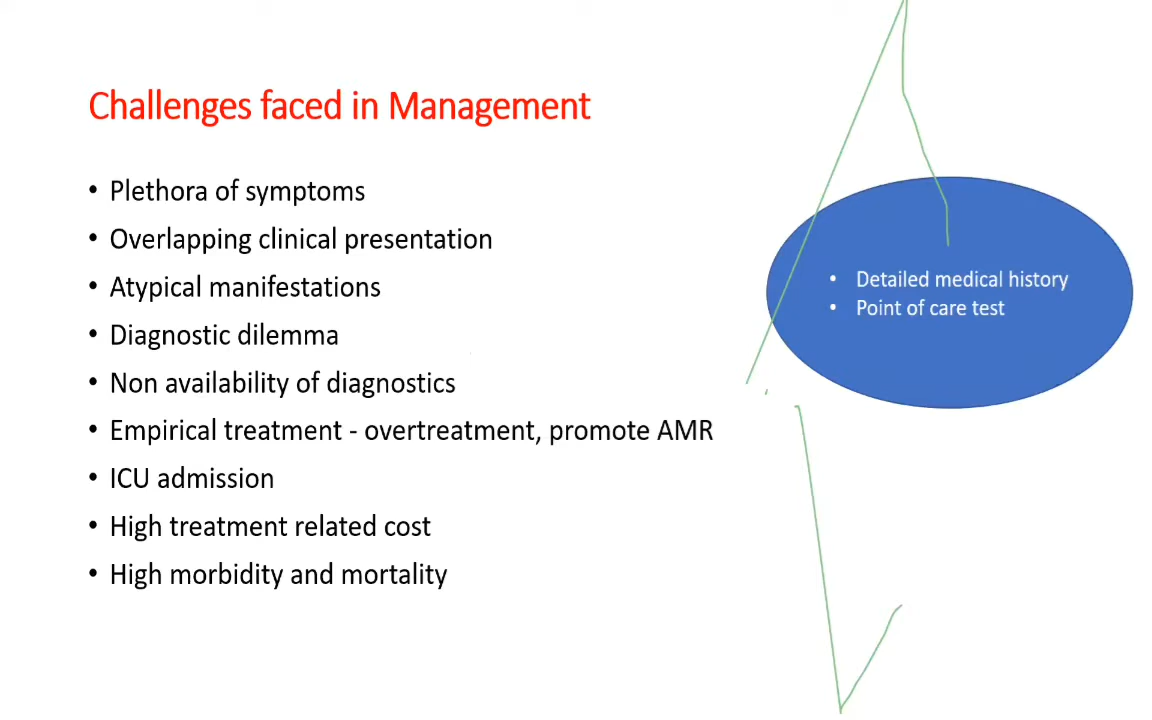 Challenges faced in Management
• Plethora of symptoms
• Overlapping clinical presentation
• Atypical manifestations
• Diagnostic dilemma
• Non availability of diagnostics
• Empirical treatment - overtreatment, promote AMR
• ICU admission
• High treatment related cost
• High morbidity and mortality
• Detailed medical history
• Point of care test